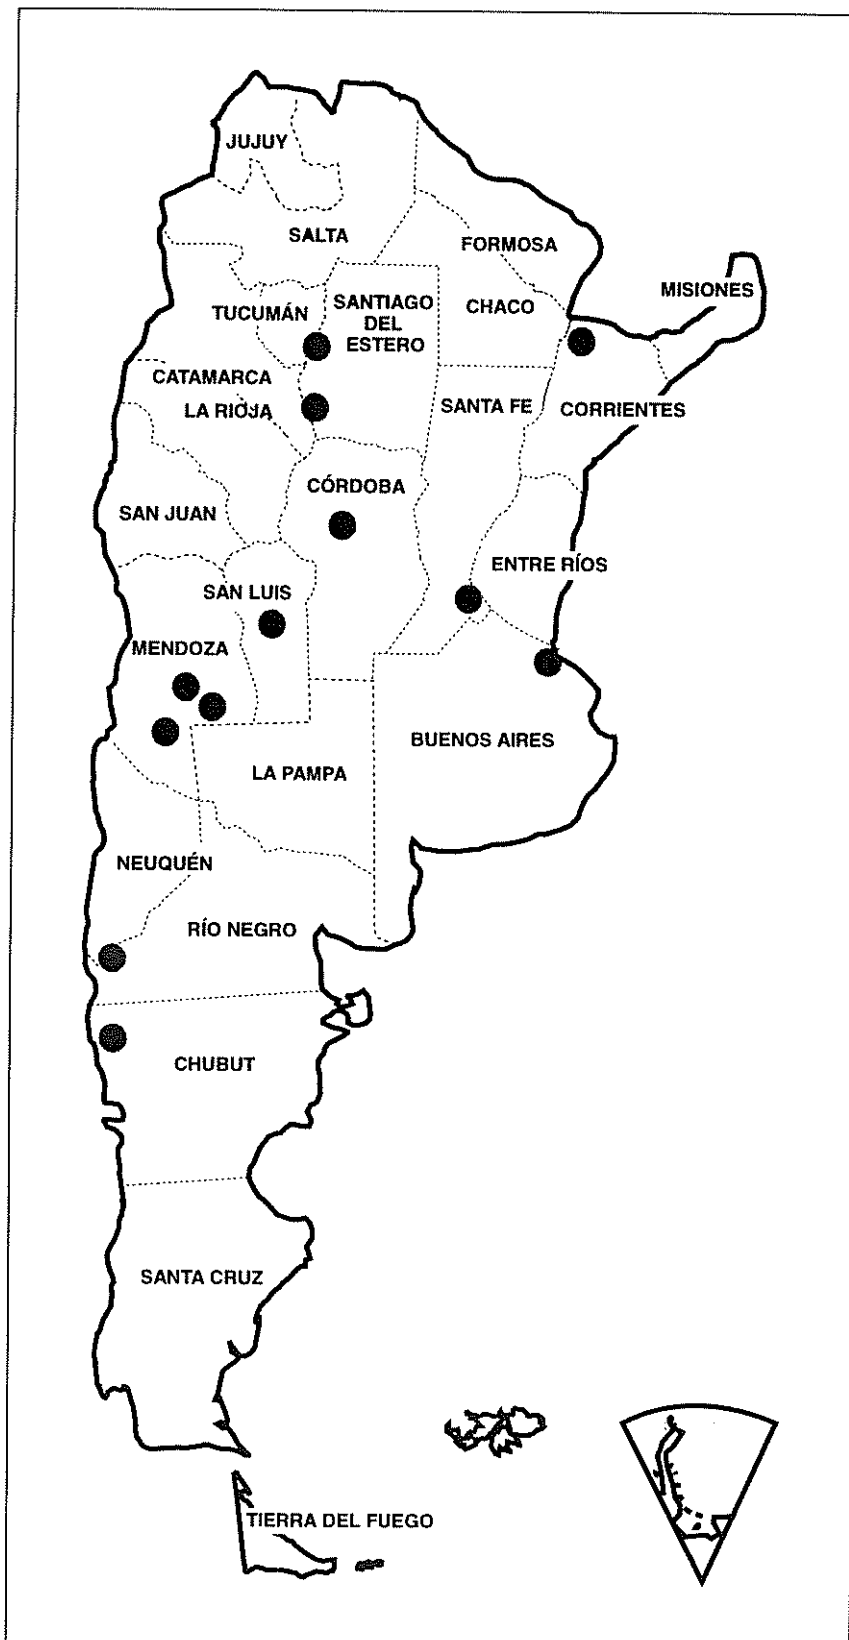 JUJUY
SALTA
FORMOSA
MISIONES
TUCUMÁN
SANTIAGO
DEL
ESTERO
CHACO
CATAMARCA
LA RIOJA
SANTA FE
CORRIENTES
CÓRDOBA
SAN JUAN
ENTRE RÍOS
SAN LUIS
MENDOZA
BUENOS AIRES
LA PAMPA
NEUQUÉN
RÍO NEGRO
CHUBUT
SANTA CRUZ
TIERRA DEL FUEGO